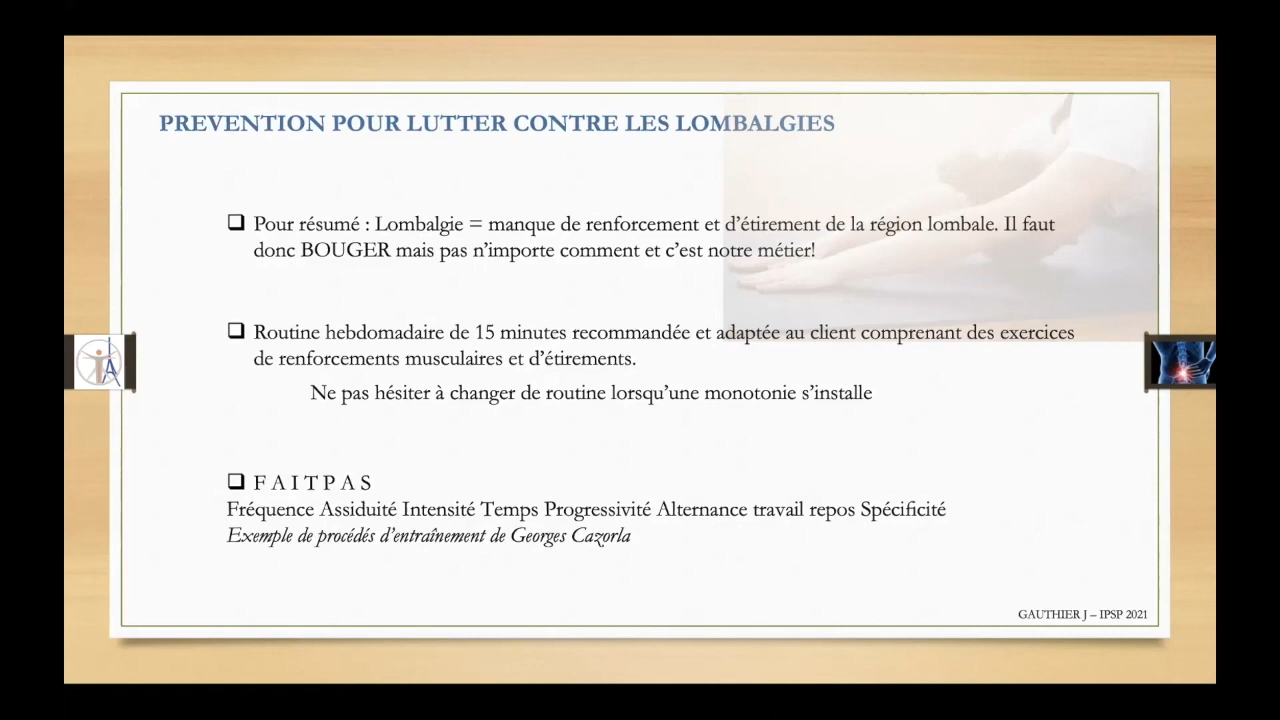 PREVENTION POUR LUTTER CONTRE LES LOMBALGIES
Pour résumé : Lombalgie = manque de renforcement et d’étirement de la région lombale. Il faut
donc BOUGER mais pas n’importe comment et c’est notre métier!
Routine hebdomadaire de 15 minutes recommandée et adaptée au client comprenant des exercices
de renforcements musculaires et d’étirements.
Ne pas hésiter à changer de routine lorsqu’une monotonie s’installe
F A I T P A S
Fréquence Assiduité Intensité Temps Progressivité Alternance travail repos Spécificité
Exemple de procédés d’entraînement de Georges Cazorla
GAUTHIER J – IPSP 2021